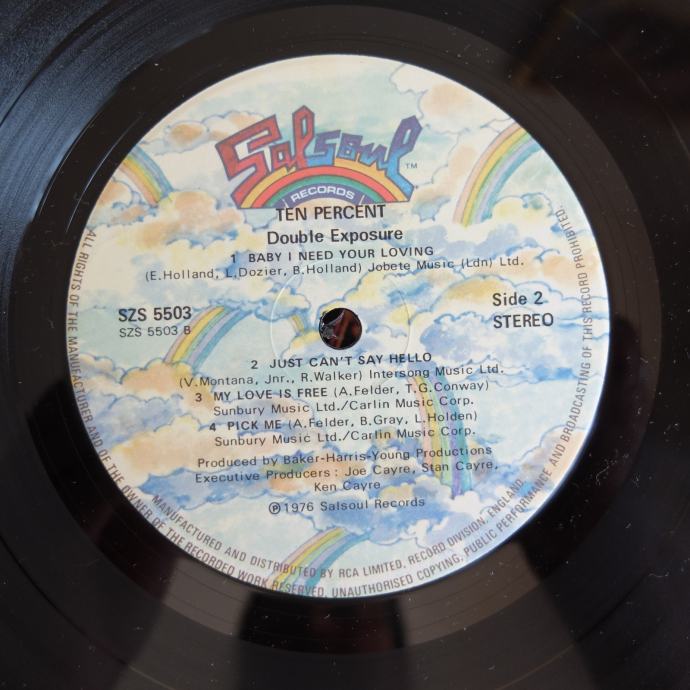 Salsoul TM
RECORDS
TEN PERCENT
Double Exposure
1 BABY I NEED YOUR LOVING
(E.Holland, L.Dozier, B.Holland) Jobete Music (Ldn) Ltd.
SZS 5503
SZS 5503 B
Side 2
STEREO
2 JUST CAN'T SAY HELLO
(V.Montana, Jnr., R.Walker) Intersong Music Ltd.
3 MY LOVE IS FREE (A.Felder, T.G.Conway)
Sunbury Music Ltd./Carlin Music Corp.
4 PICK ME (A.Felder, B.Gray, L.Holden)
Sunbury Music Ltd./Carlin Music Corp.
Produced by Baker-Harris-Young Productions
Executive Producers : Joe Cayre, Stan Cayre,
Ken Cayre
℗ 1976 Salsoul Records
MANUFACTURED AND DISTRIBUTED BY RCA LIMITED, RECORD DIVISION, ENGLAND.
ALL RIGHTS OF THE MANUFACTURER AND OF THE OWNER OF THE RECORDED WORK RESERVED. UNAUTHORISED COPYING, PUBLIC PERFORMANCE AND BROADCASTING OF THIS RECORD PROHIBITED.